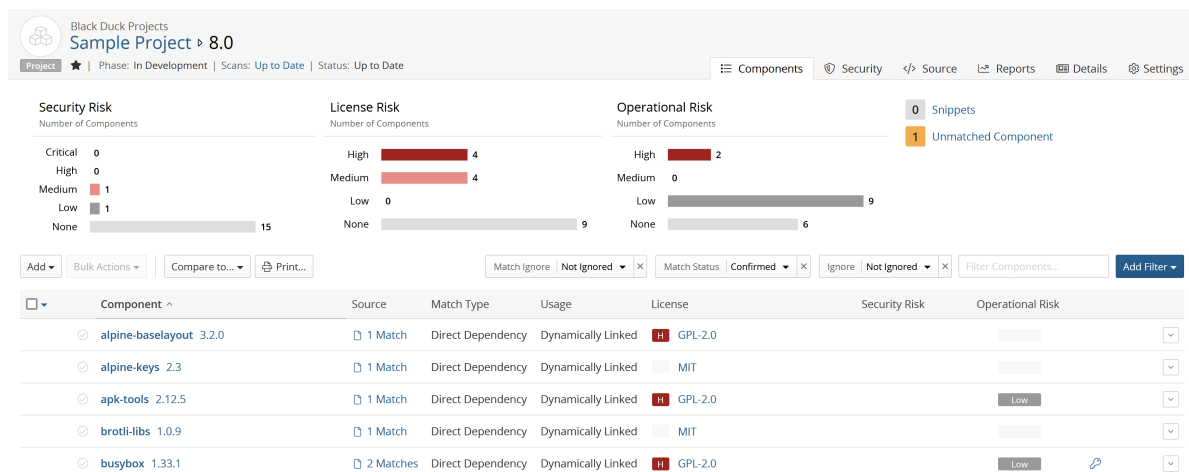 Black Duck Projects
Sample Project 8.0
Project | Phase: In Development | Scans: Up to Date | Status: Up to Date
Components Security Source Reports Details Settings
Security Risk
Number of Components
Critical 0
High 0
Medium 1
Low 1
None 15
License Risk
Number of Components
High 4
Medium 4
Low 0
None 9
Operational Risk
Number of Components
High 2
Medium 0
Low 9
None 6
0 Snippets
1 Unmatched Component
Add Bulk Actions Compare to... Print... Match Ignore Not Ignored × Match Status Confirmed × Ignore Not Ignored × Filter Components... Add Filter
Component Source Match Type Usage License Security Risk Operational Risk
alpine-baselayout 3.2.0 1 Match Direct Dependency Dynamically Linked H GPL-2.0
alpine-keys 2.3 1 Match Direct Dependency Dynamically Linked MIT
apk-tools 2.12.5 1 Match Direct Dependency Dynamically Linked H GPL-2.0 Low
brotli-libs 1.0.9 1 Match Direct Dependency Dynamically Linked MIT
busybox 1.33.1 2 Matches Direct Dependency Dynamically Linked H GPL-2.0 Low